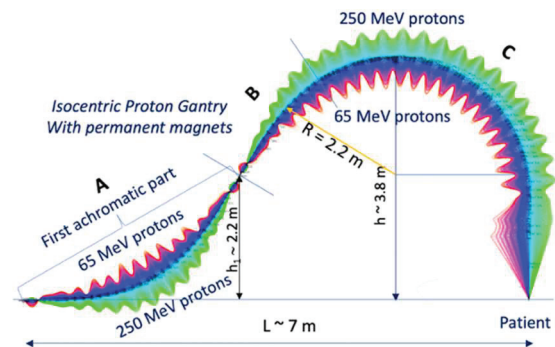 250 MeV protons
C
B
65 MeV protons
Isocentric Proton Gantry
With permanent magnets
R = 2.2 m
A
First achromatic part
65 MeV protons
h ~ 3.8 m
h1~ 2.2 m
250 MeV protons
Patient
L ~ 7 m